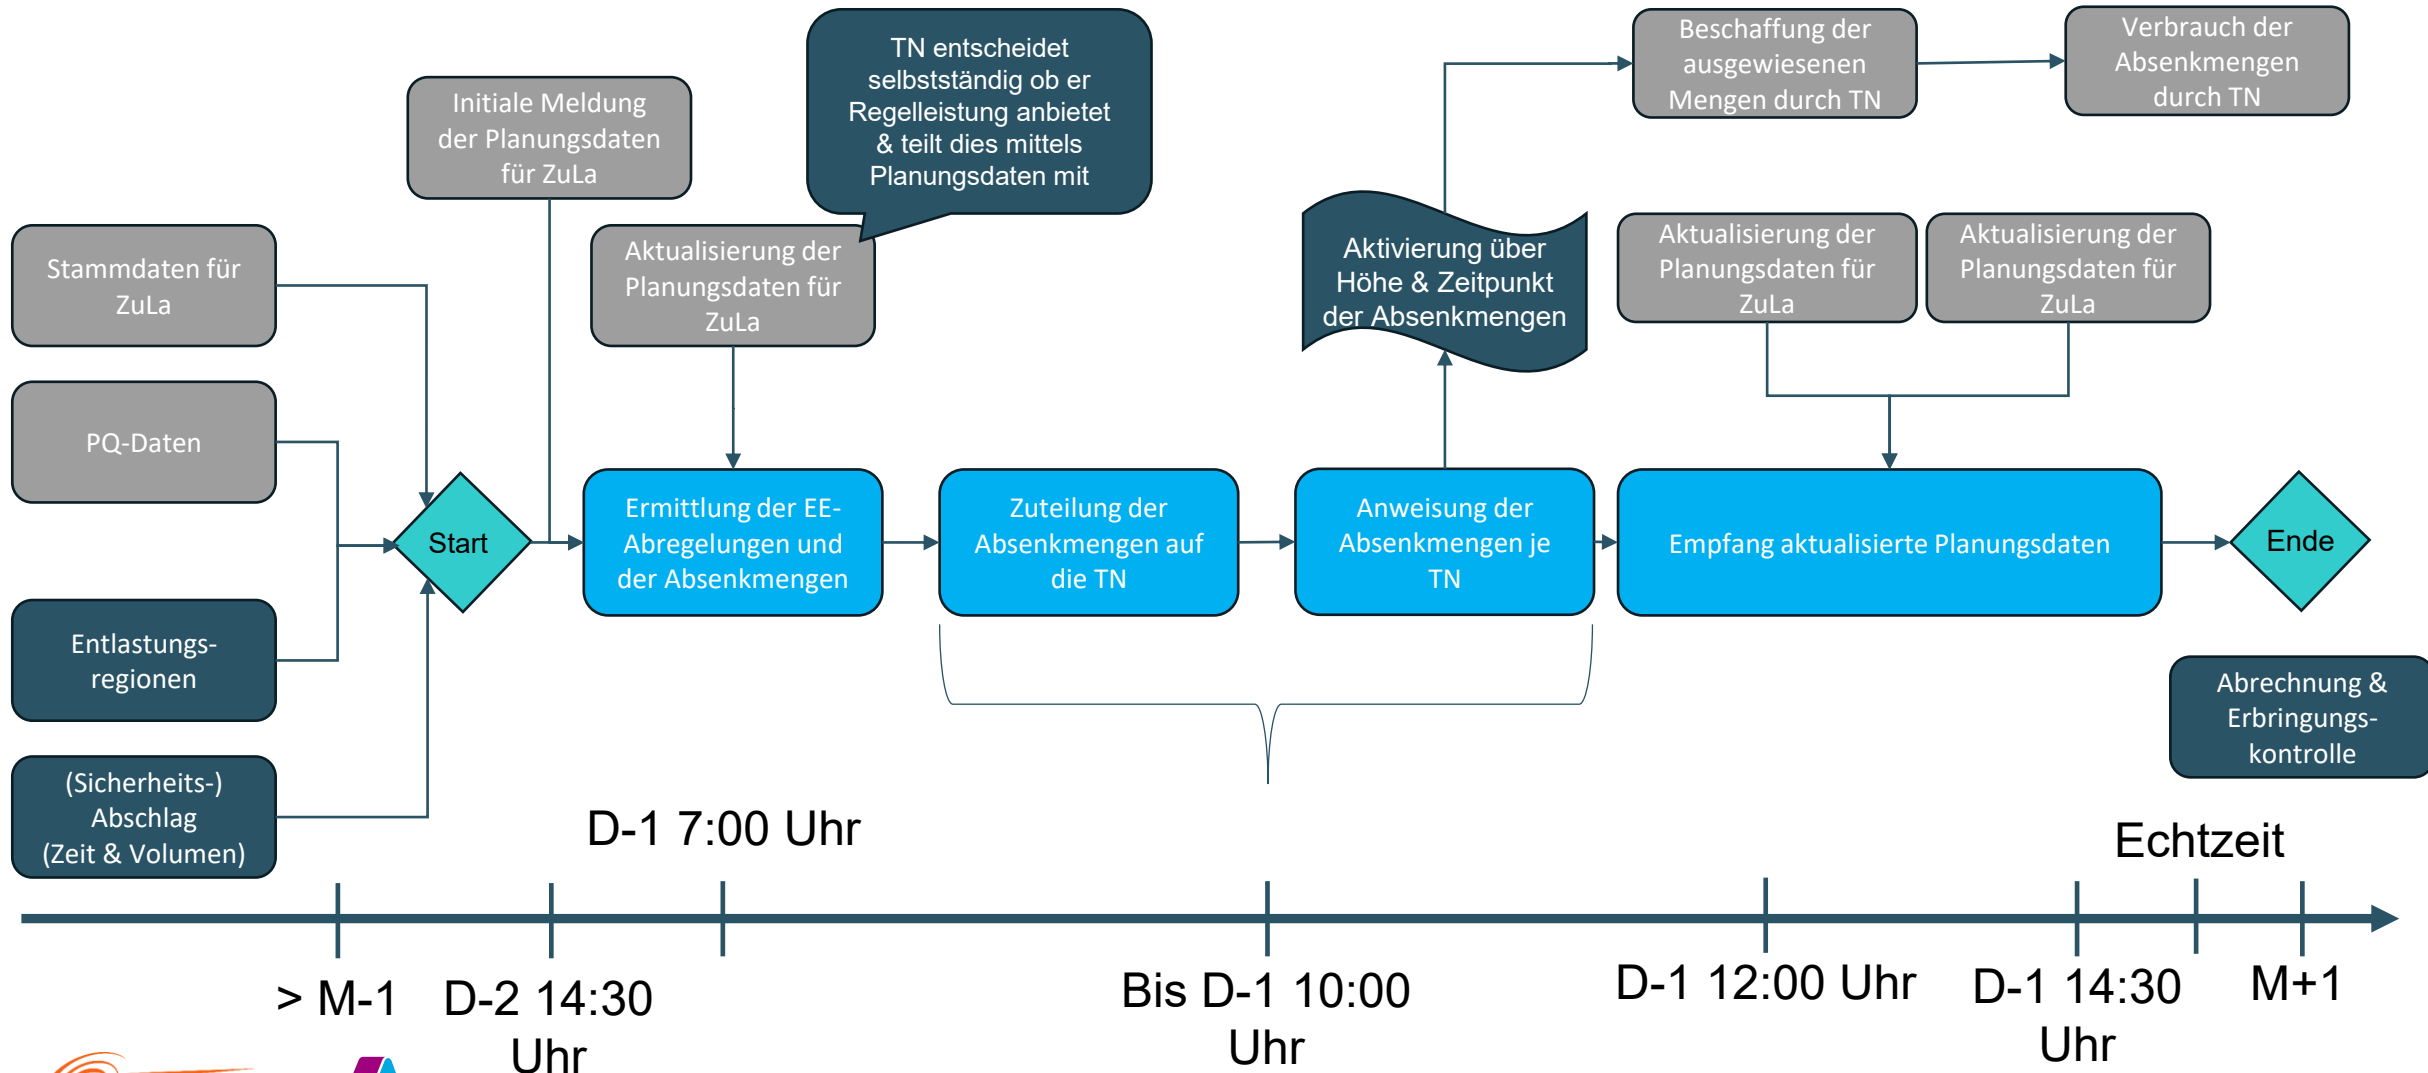 TN entscheidet
selbstständig ob er
Regelleistung anbietet
& teilt dies mittels
Planungsdaten mit
Beschaffung der
ausgewiesenen
Mengen durch TN
Verbrauch der
Absenkmengen
durch TN
Initiale Meldung
der Planungsdaten
für ZuLa
Stammdaten für
ZuLa
Aktualisierung der
Planungsdaten für
ZuLa
Aktivierung über
Höhe & Zeitpunkt
der Absenkmengen
Aktualisierung der
Planungsdaten für
ZuLa
Aktualisierung der
Planungsdaten für
ZuLa
PQ-Daten
Start
Ermittlung der EE-
Abregelungen und
der Absenkmengen
Zuteilung der
Absenkmengen auf
die TN
Anweisung der
Absenkmengen je
TN
Empfang aktualisierte Planungsdaten
Ende
Entlastungs-
regionen
Abrechnung &
Erbringungs-
kontrolle
(Sicherheits-)
Abschlag
(Zeit & Volumen)
D-1 7:00 Uhr
Echtzeit
> M-1
D-2 14:30
Uhr
Bis D-1 10:00
Uhr
D-1 12:00 Uhr
D-1 14:30
Uhr
M+1